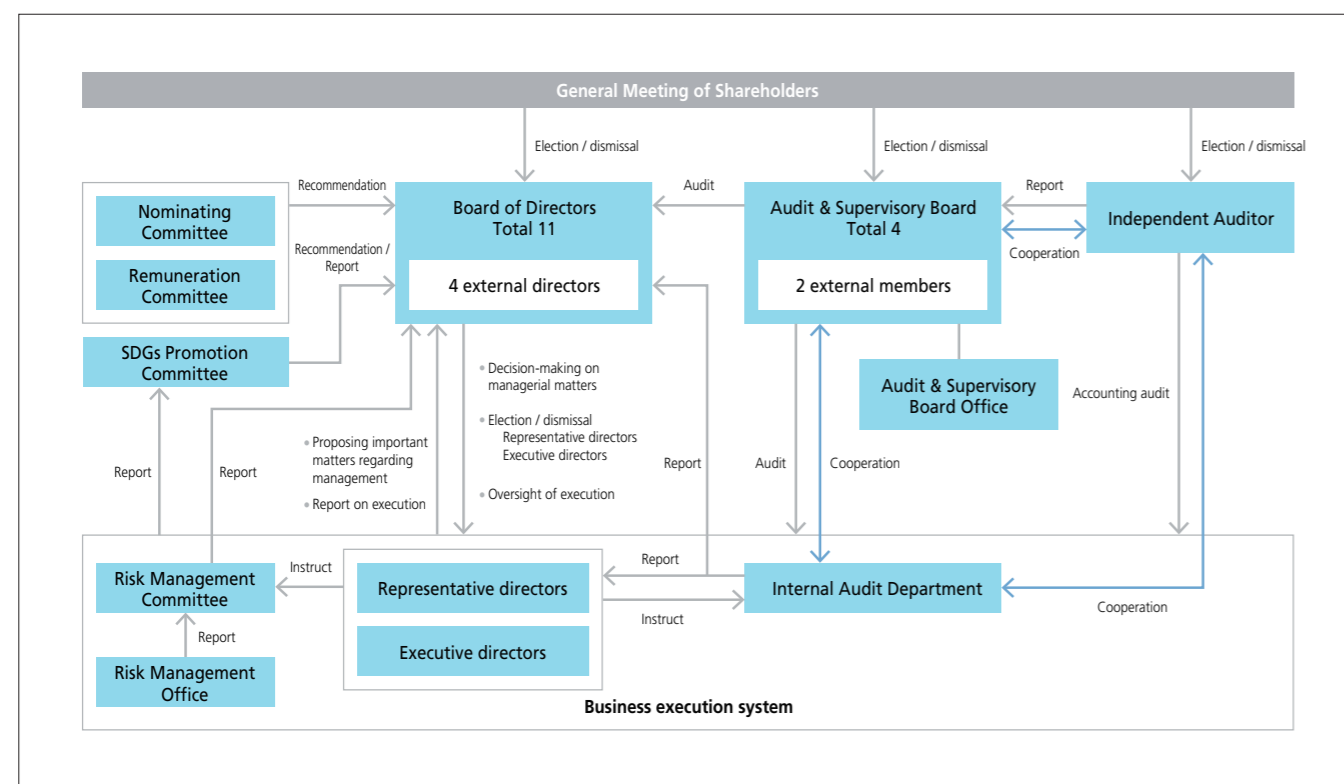 General Meeting of Shareholders
Election / dismissal
Election / dismissal
Election / dismissal
Nominating
Committee
Remuneration
Committee
Recommendation
Recommendation /
Report
Board of Directors
Total 11
4 external directors
Audit
Audit & Supervisory Board
Total 4
2 external members
Report
Cooperation
Independent Auditor
SDGs Promotion
Committee
• Decision-making on
managerial matters
• Election / dismissal
Representative directors
Executive directors
• Oversight of execution
Audit & Supervisory
Board Office
Accounting audit
Report
Report
• Proposing important
matters regarding
management
• Report on execution
Report
Audit
Cooperation
Risk Management
Committee
Instruct
Representative directors
Executive directors
Report
Instruct
Internal Audit Department
Cooperation
Report
Risk Management
Office
Business execution system